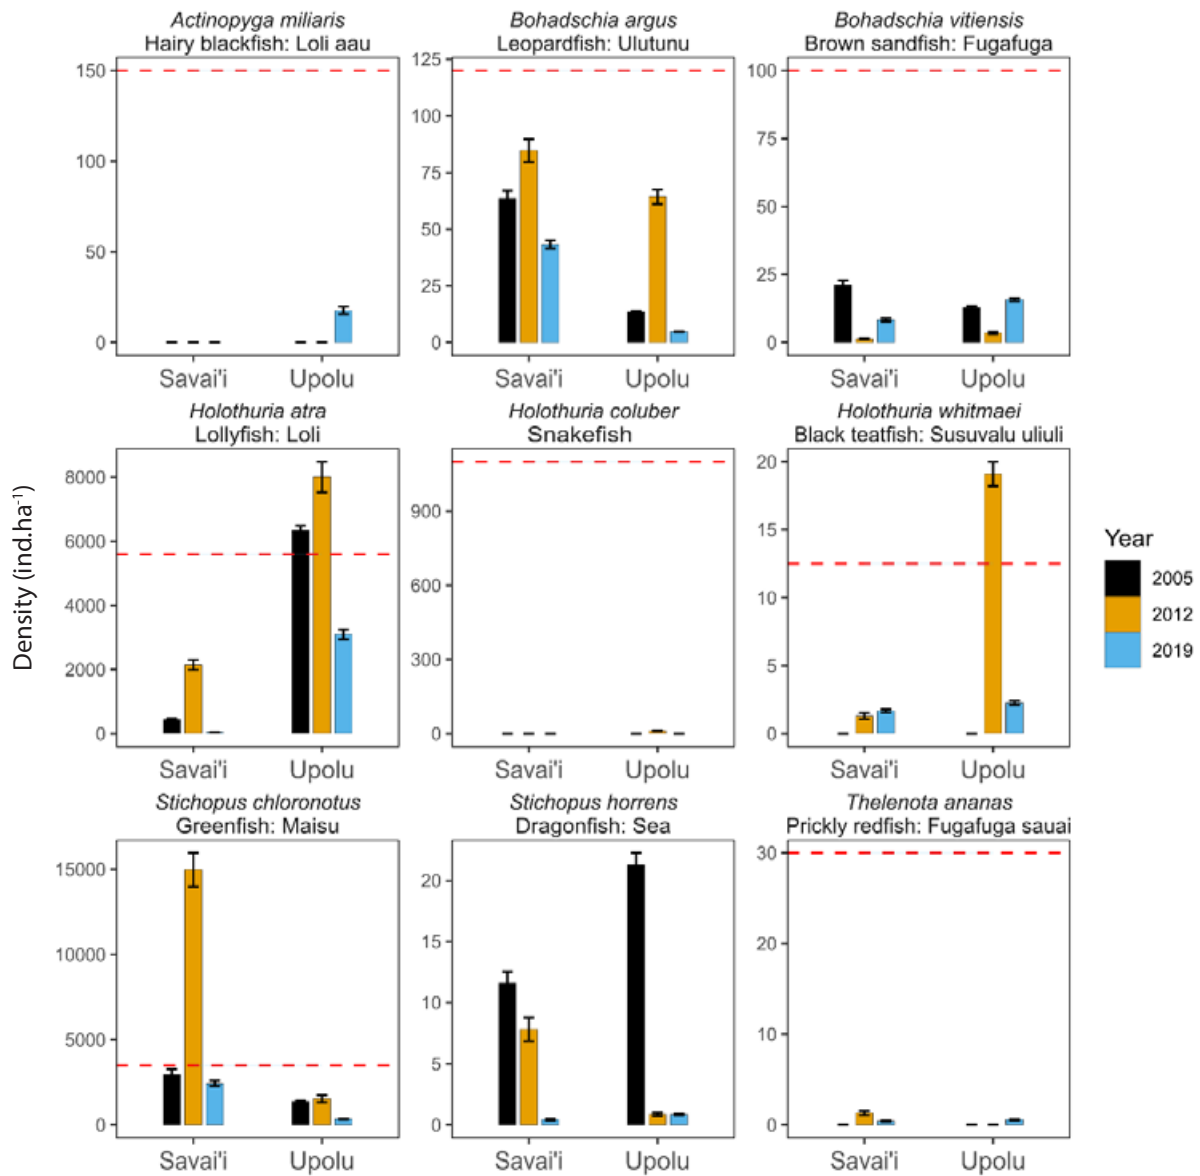 Actinopyga miliaris
Hairy blackfish: Loli aau
150
100
50
0
Savai'i Upolu
Bohadschia argus
Leopardfish: Ulutunu
125
100
75
50
25
0
Savai'i Upolu
Bohadschia vitiensis
Brown sandfish: Fugafuga
100
75
50
25
0
Savai'i Upolu
Density (ind.ha⁻¹)
Holothuria atra
Lollyfish: Loli
8000
6000
4000
2000
0
Savai'i Upolu
Holothuria coluber
Snakefish
900
600
300
0
Savai'i Upolu
Holothuria whitmaei
Black teatfish: Susuvalu uliuli
20
15
10
5
0
Savai'i Upolu
Year
2005
2012
2019
Stichopus chloronotus
Greenfish: Maisu
15000
10000
5000
0
Savai'i Upolu
Stichopus horrens
Dragonfish: Sea
20
15
10
5
0
Savai'i Upolu
Thelenota ananas
Prickly redfish: Fugafuga sauai
30
20
10
0
Savai'i Upolu